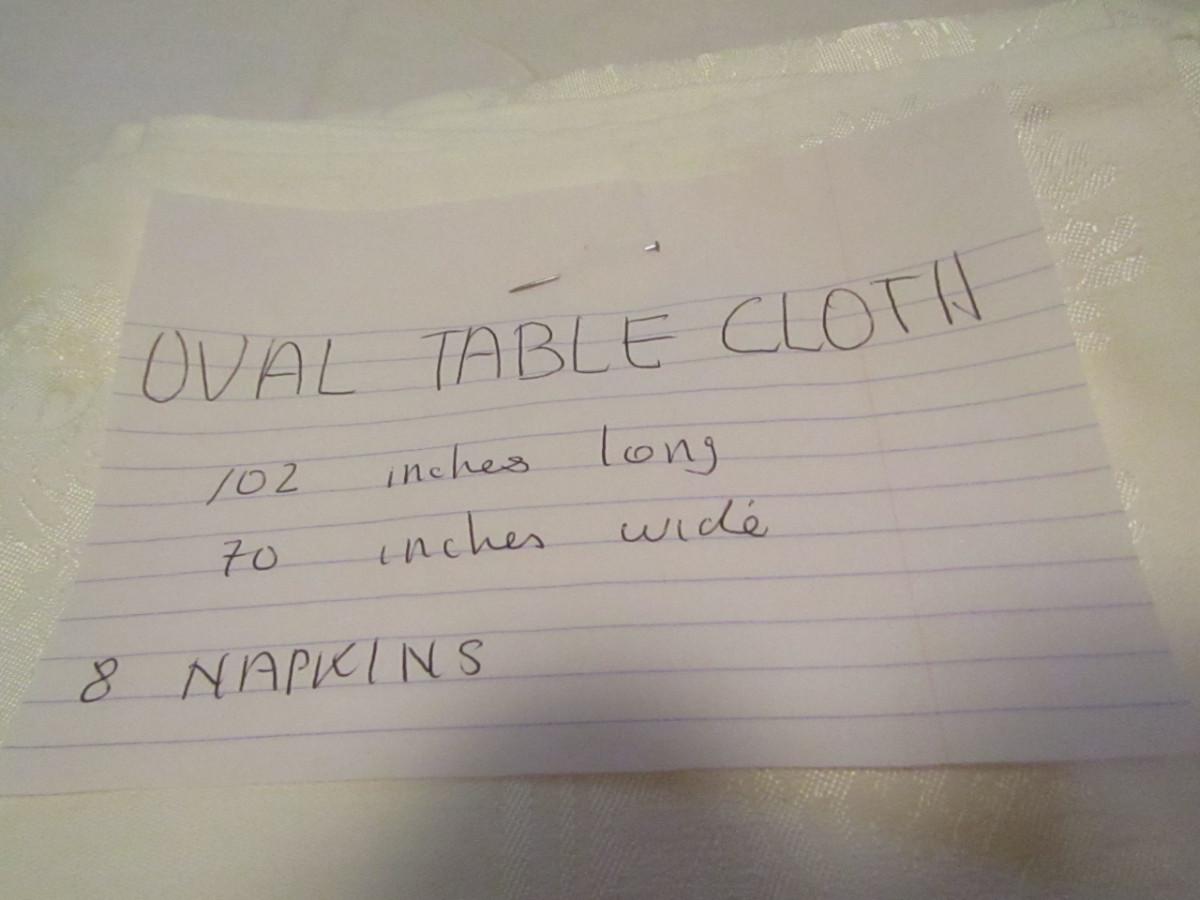 OVAL TABLE CLOTH
102 inches long
70 inches wide
8 NAPKINS